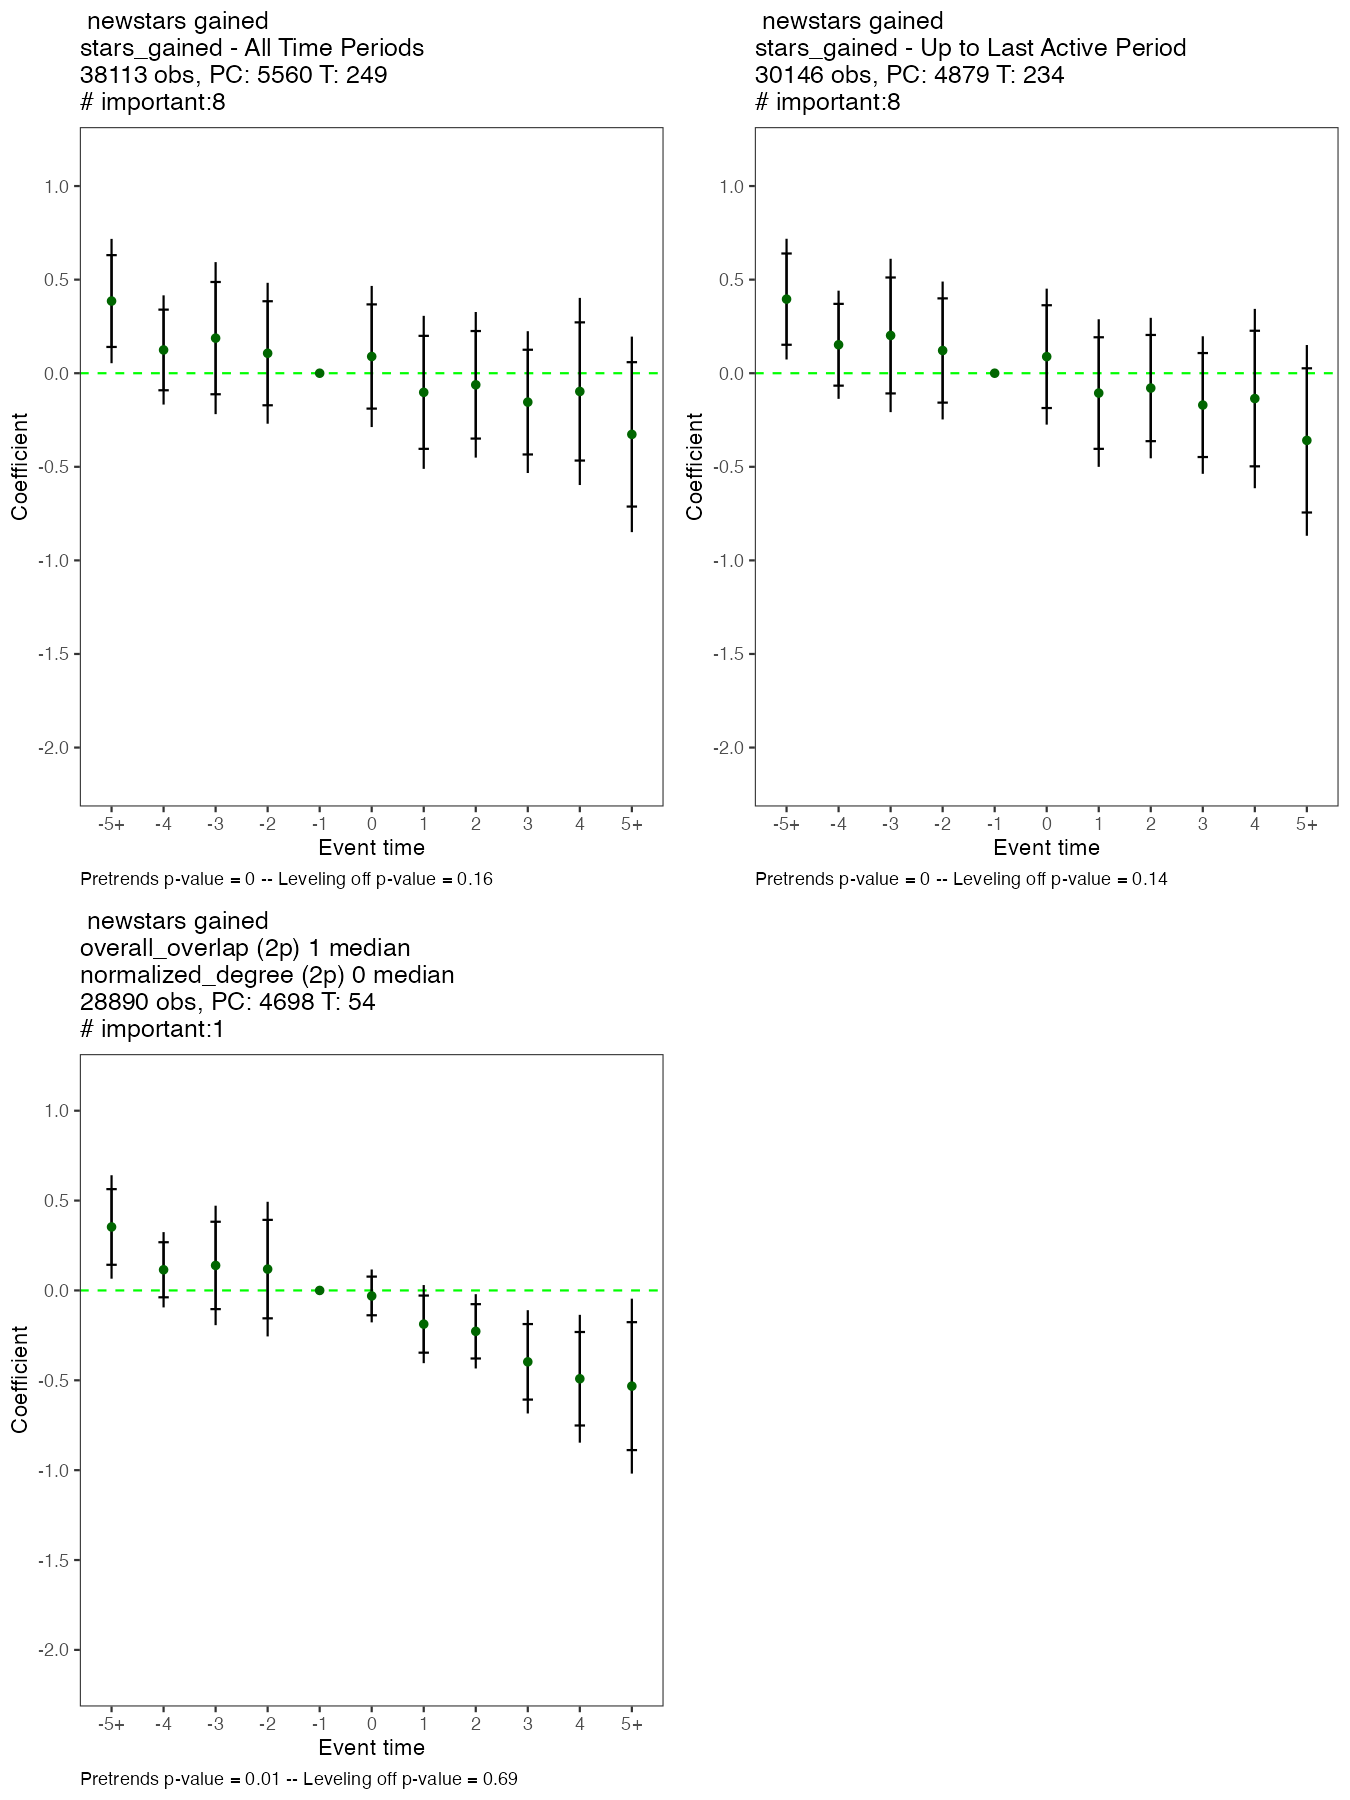 newstars gained
stars_gained - All Time Periods
38113 obs, PC: 5560 T: 249
# important:8
Coefficient
1.0
0.5
0.0
-0.5
-1.0
-1.5
-2.0
-5+ -4 -3 -2 -1 0 1 2 3 4 5+
Event time
Pretrends p-value = 0 -- Leveling off p-value = 0.16
newstars gained
stars_gained - Up to Last Active Period
30146 obs, PC: 4879 T: 234
# important:8
Coefficient
1.0
0.5
0.0
-0.5
-1.0
-1.5
-2.0
-5+ -4 -3 -2 -1 0 1 2 3 4 5+
Event time
Pretrends p-value = 0 -- Leveling off p-value = 0.14
newstars gained
overall_overlap (2p) 1 median
normalized_degree (2p) 0 median
28890 obs, PC: 4698 T: 54
# important:1
Coefficient
1.0
0.5
0.0
-0.5
-1.0
-1.5
-2.0
-5+ -4 -3 -2 -1 0 1 2 3 4 5+
Event time
Pretrends p-value = 0.01 -- Leveling off p-value = 0.69